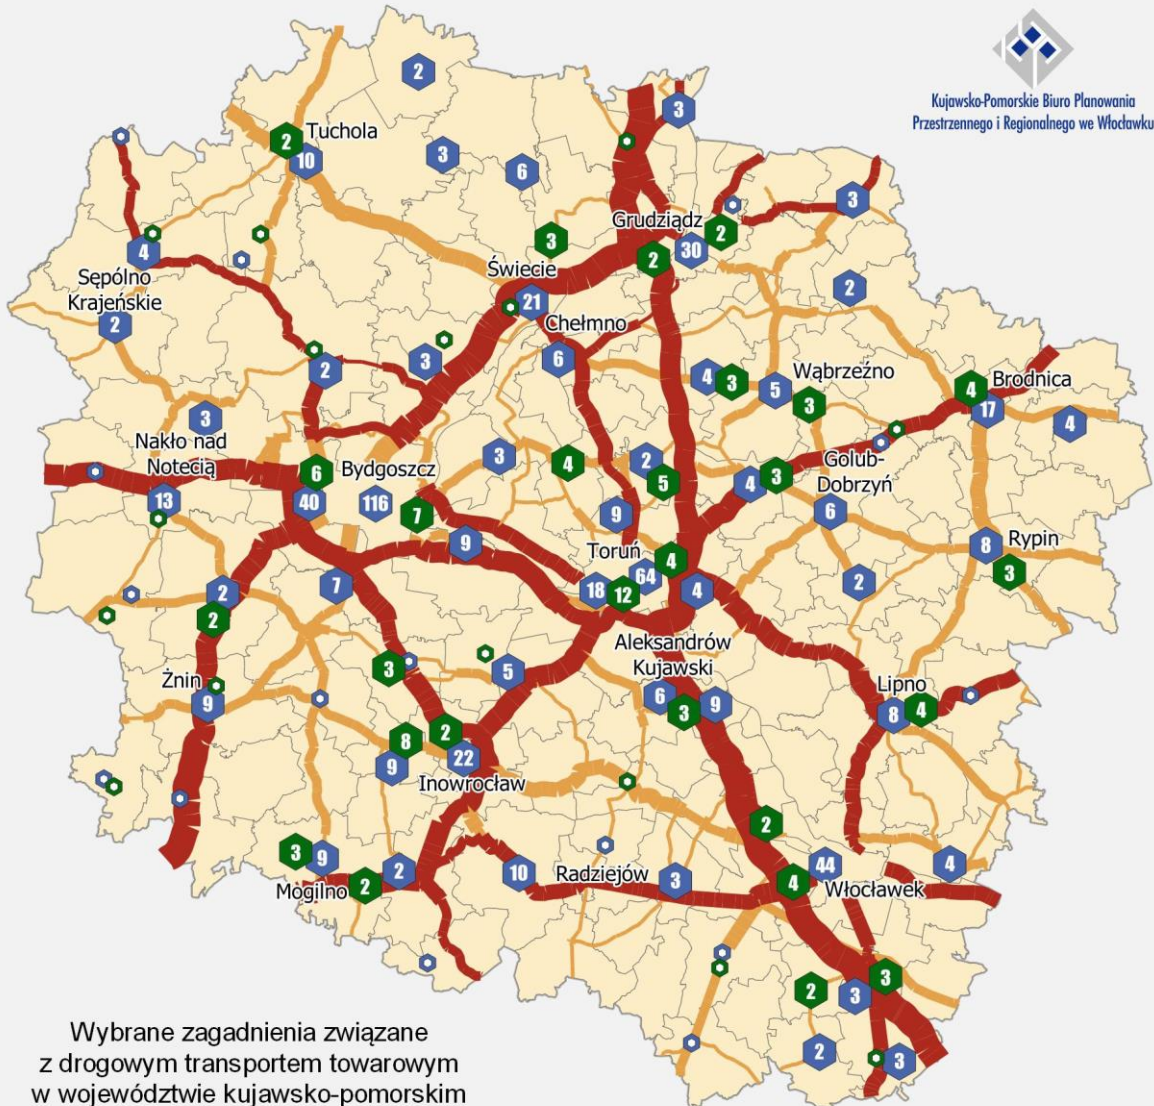 Kujawsko-Pomorskie Biuro Planowania
Przestrzennego i Regionalnego we Włocławku
2
3
2
Tuchola
10
3
6
3
Grudziądz
2
3
30
2
4
Sępólno
Krajeńskie
2
Świecie
21
Chełmno
2
3
2
6
4
3
5
Wąbrzeźno
3
4
Brodnica
17
4
3
Nakło nad
Notecią
13
6
Bydgoszcz
40
116
7
3
4
2
5
4
3
Golub-
Dobrzyń
6
9
9
7
Toruń
4
64
18
12
4
8
Rypin
3
2
2
2
Aleksandrów
Kujawski
3
5
Żnin
9
6
3
9
Lipno
8
4
2
8
9
22
Inowrocław
2
3
9
Mogilno
2
2
10
Radziejów
3
44
4
Włocławek
4
3
2
3
2
3
Wybrane zagadnienia związane
z drogowym transportem towarowym
w województwie kujawsko-pomorskim